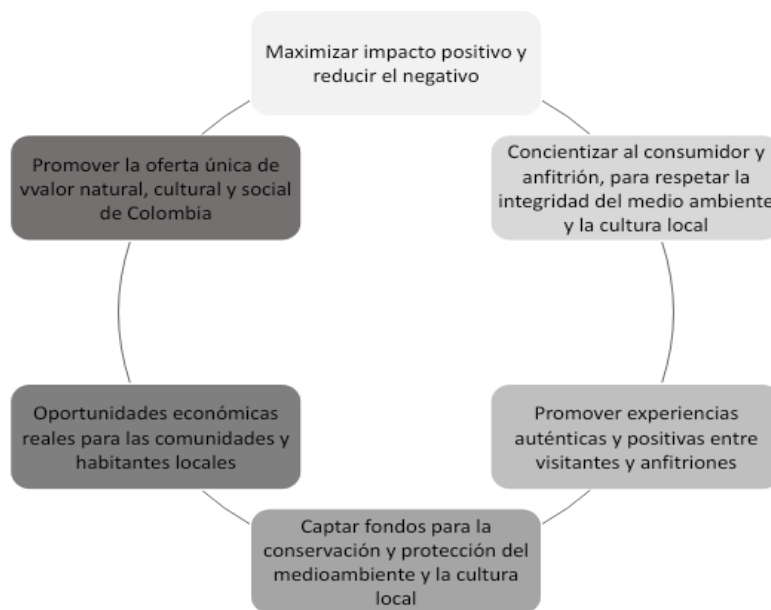 Maximizar impacto positivo y
reducir el negativo
Concientizar al consumidor y
anfitrión, para respetar la
integridad del medio ambiente
y la cultura local
Promover experiencias
auténticas y positivas entre
visitantes y anfitriones
Captar fondos para la
conservación y protección del
medioambiente y la cultura
local
Oportunidades económicas
reales para las comunidades y
habitantes locales
Promover la oferta única de
vvalor natural, cultural y social
de Colombia